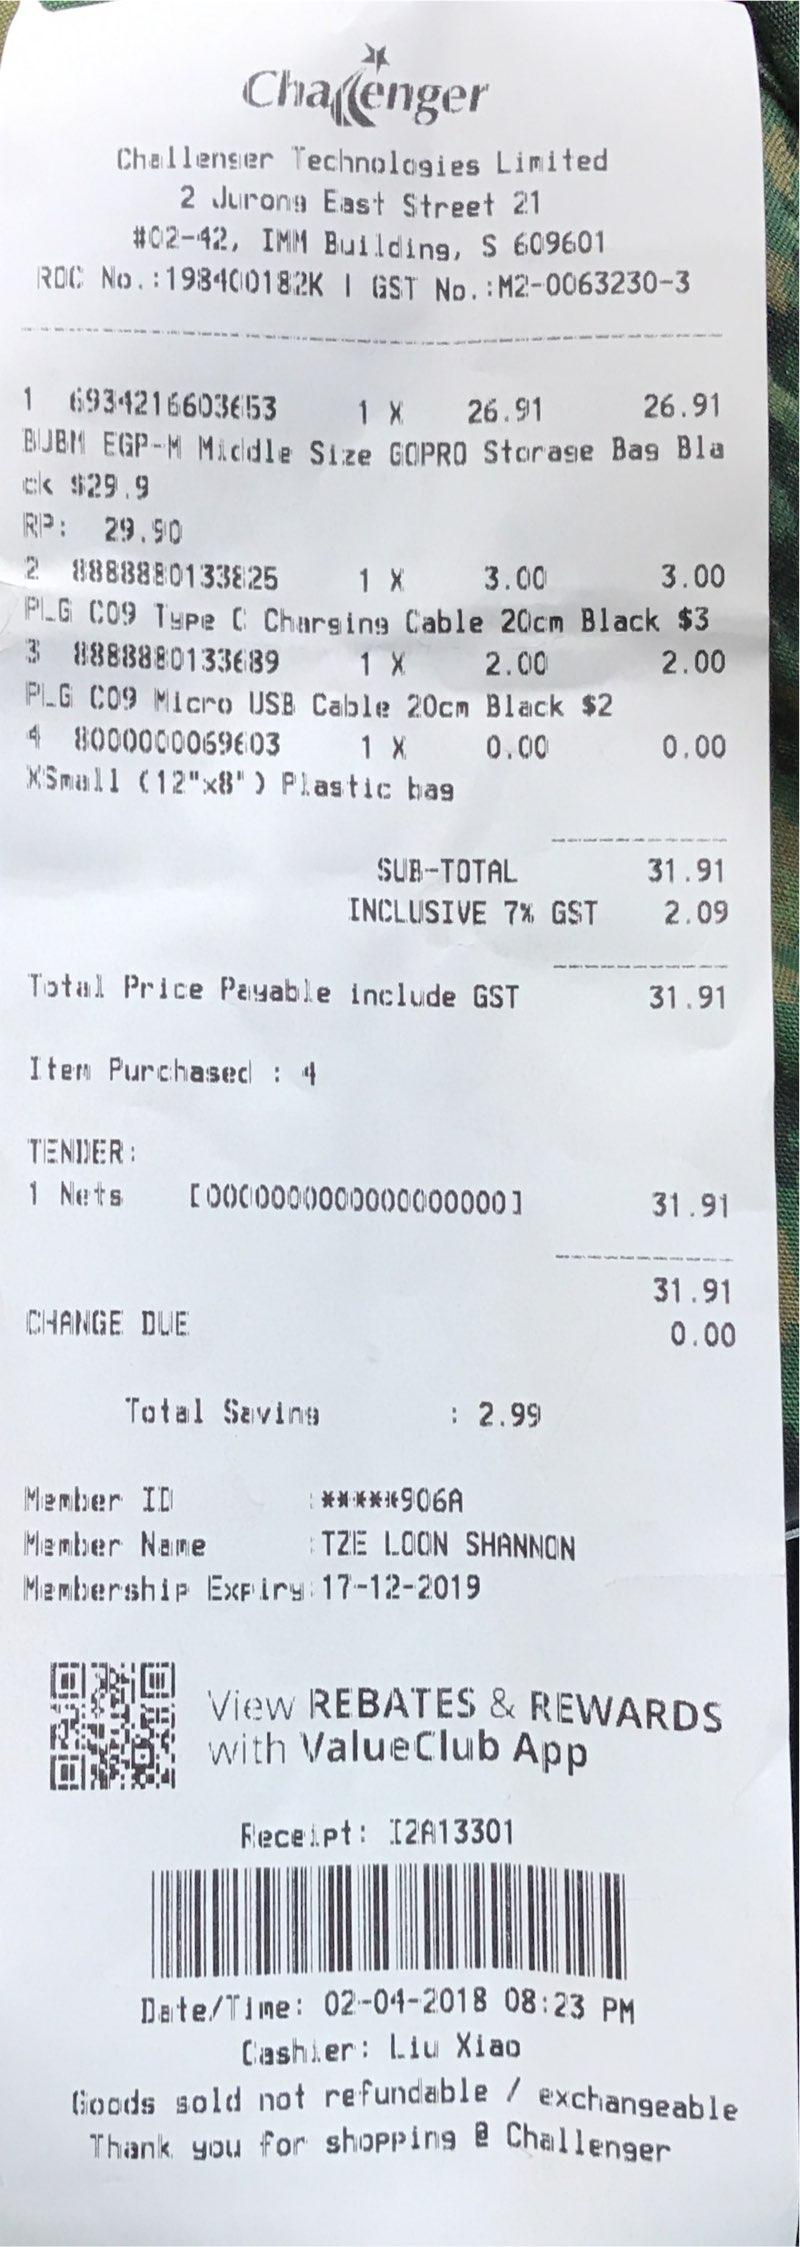 Challenger
Challenger Technologies Limited
2 Jurong East Street 21
#02-42, IMM Building, S 609601
ROC No.:198400182K | GST No.:M2-0063230-3
1 6934216603653 1 X 26.91 26.91
BUBM EGP-M Middle Size GOPRO Storage Bag Bla
ck $29.9
RP: 29.90
2 8888880133825 1 X 3.00 3.00
PLG C09 Type C Charging Cable 20cm Black $3
3 8888880133689 1 X 2.00 2.00
PLG C09 Micro USB Cable 20cm Black $2
4 8000000069603 1 X 0.00 0.00
XSmall (12"x8") Plastic bag
SUB-TOTAL 31.91
INCLUSIVE 7% GST 2.09
Total Price Payable include GST 31.91
Item Purchased : 4
TENDER:
1 Nets [0000000000000000000] 31.91
31.91
CHANGE DUE 0.00
Total Saving : 2.99
Member ID :*****906A
Member Name :TZE LOON SHANNON
Membership Expiry:17-12-2019
View REBATES & REWARDS
with ValueClub App
Receipt: I2A13301
Date/Time: 02-04-2018 08:23 PM
Cashier: Liu Xiao
Goods sold not refundable / exchangeable
Thank you for shopping @ Challenger